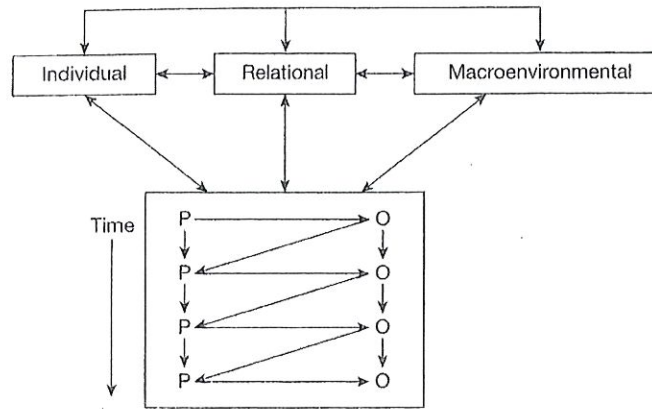 Individual
Relational
Macroenvironmental
Time
P O
P O
P O
P O